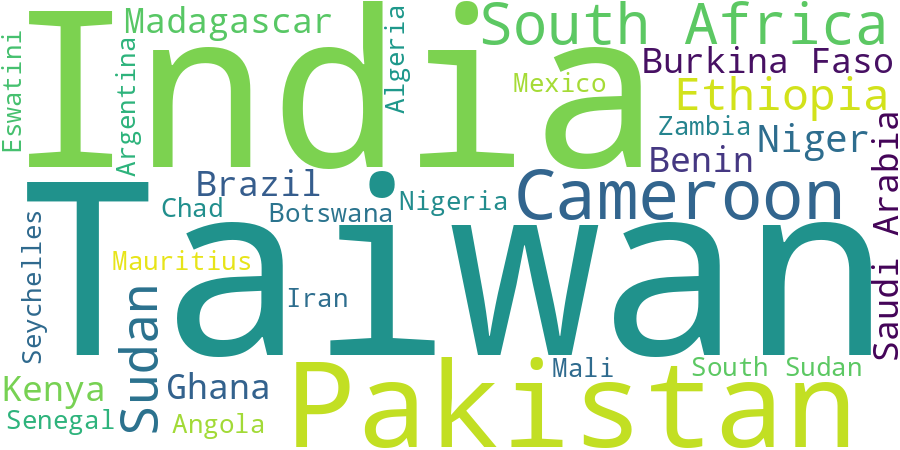 India
Madagascar
South Africa
Eswatini
Argentina
Algeria
Burkina Faso
Mexico
Ethiopia
Zambia
Niger
Benin
Saudi Arabia
Brazil
Cameroon
Chad
Botswana
Nigeria
Taiwan
Seychelles
Mauritius
Iran
Sudan
Pakistan
Mali
South Sudan
Kenya
Ghana
Senegal
Angola